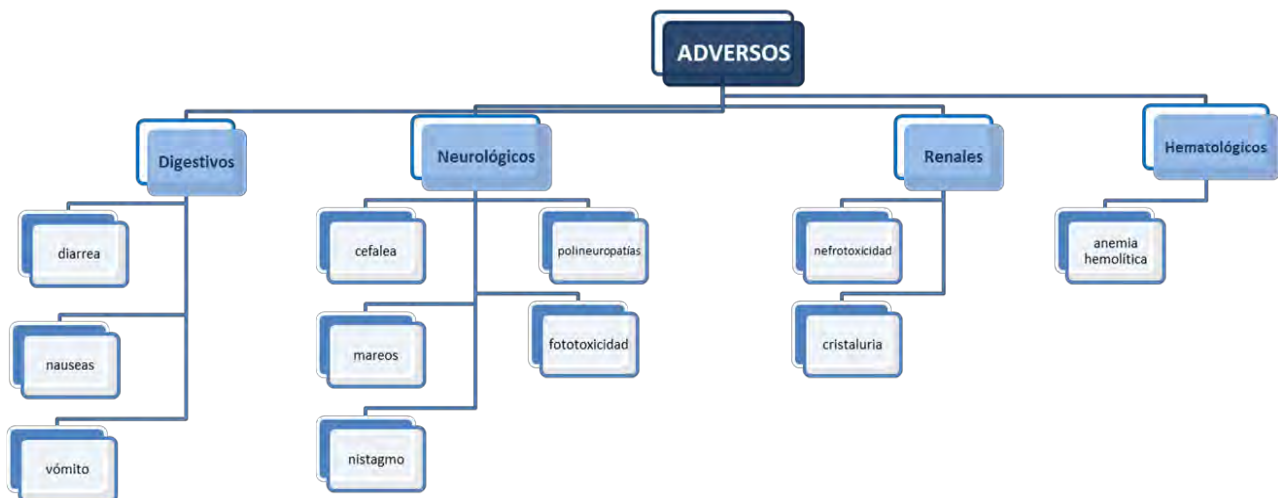 ADVERSOS
Digestivos
Neurológicos
Renales
Hematológicos
diarrea
cefalea
polineuropatías
nefrotoxicidad
anemia
hemolítica
nauseas
mareos
fototoxicidad
cristaluria
vómito
nistagmo